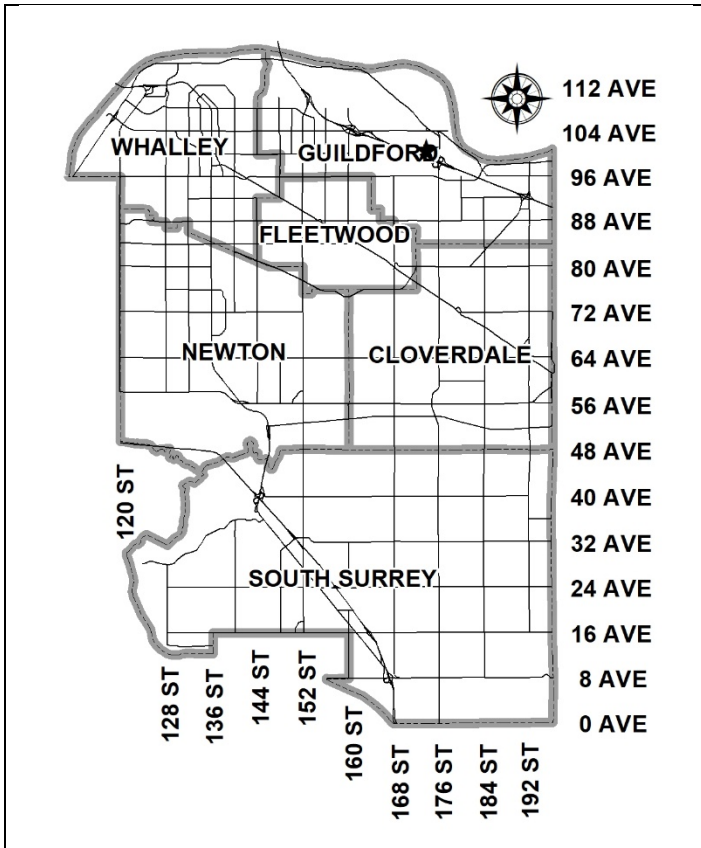 112 AVE
104 AVE
WHALLEY
GUILDFORD
96 AVE
88 AVE
FLEETWOOD
80 AVE
72 AVE
NEWTON
CLOVERDALE
64 AVE
56 AVE
48 AVE
120 ST
40 AVE
32 AVE
SOUTH SURREY
24 AVE
16 AVE
8 AVE
0 AVE
128 ST
136 ST
144 ST
152 ST
160 ST
168 ST
176 ST
184 ST
192 ST